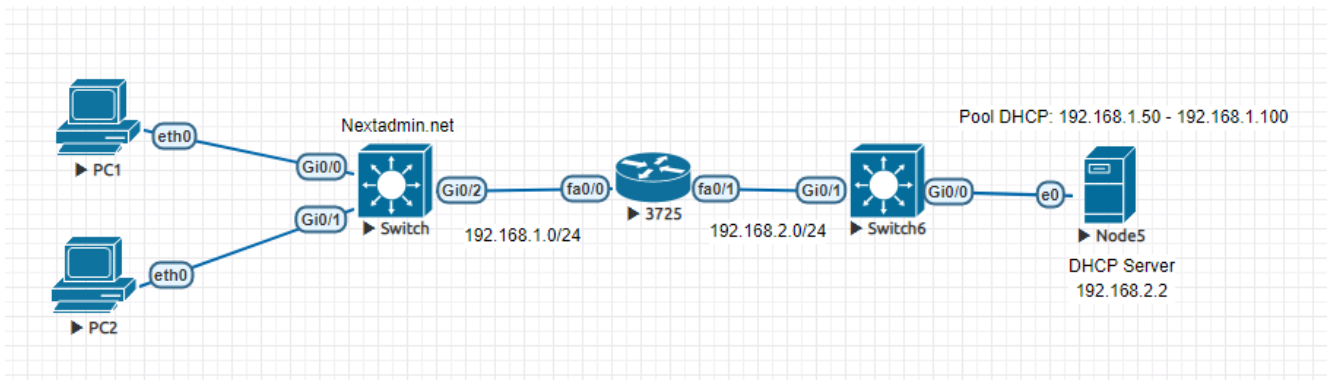 Pool DHCP: 192.168.1.50 - 192.168.1.100
Nextadmin.net
eth0
PC1
Gi0/0
Gi0/1
Switch
Gi0/2
192.168.1.0/24
fa0/0
3725
fa0/1
192.168.2.0/24
Gi0/1
Switch6
Gi0/0
e0
Node5
DHCP Server
192.168.2.2
eth0
PC2